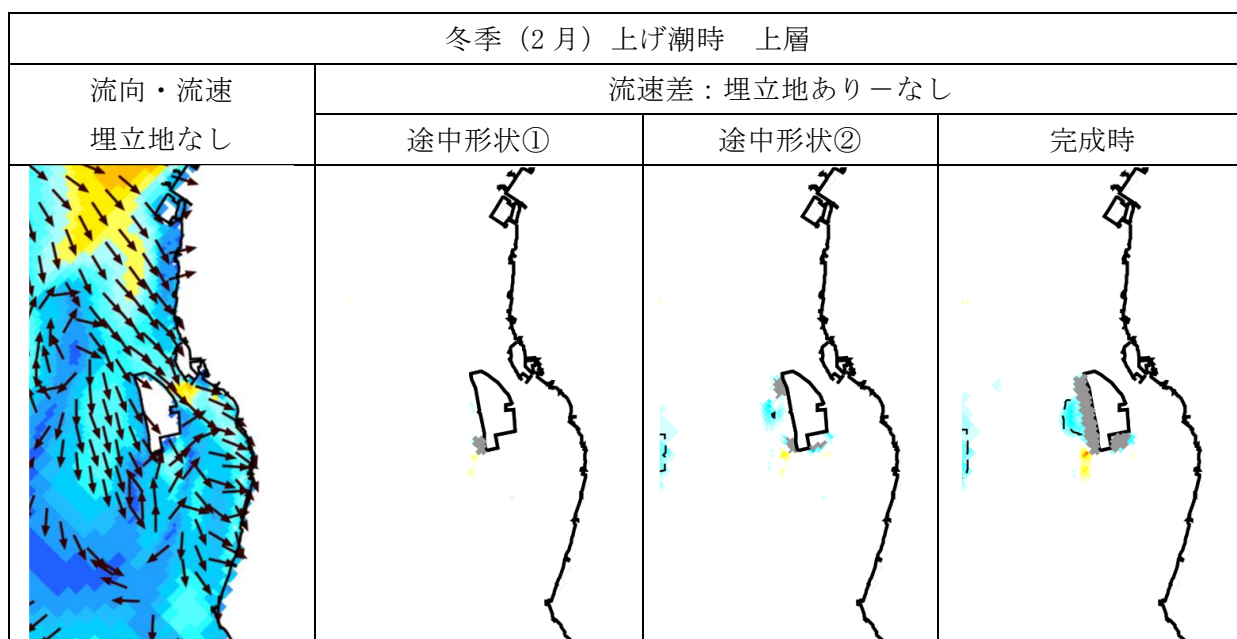 冬季（2月）上げ潮時　上層
流向・流速
埋立地なし
流速差：埋立地あり－なし
途中形状①
途中形状②
完成時